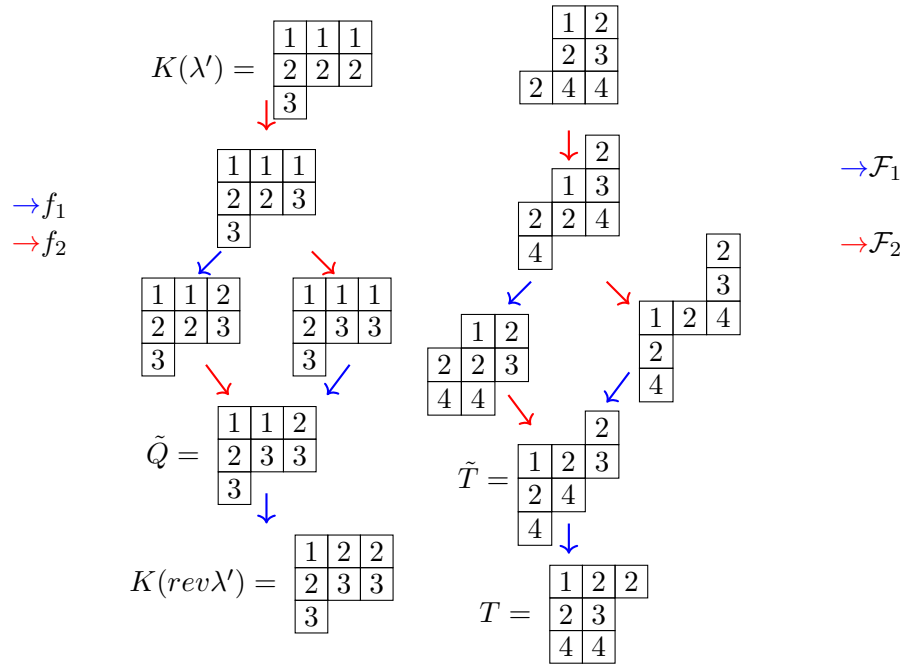 1 2
1 1 1
K(λ′) = 2 2 2
2 3
3
2 4 4
2
→F₁
1 1 1
1 3
→f₁
2 2 3
2 2 4
→f₂
3
4
→F₂
2
3
1 1 2
1 1 1
1 2
1 2 4
2 2 3
2 3 3
2 2 3
2
3
3
4 4
4
1 1 2
2
Q̃ = 2 3 3
T̃ = 1 2 3
3
2 4
4
1 2 2
1 2 2
K(revλ′) = 2 3 3
T = 2 3
3
4 4